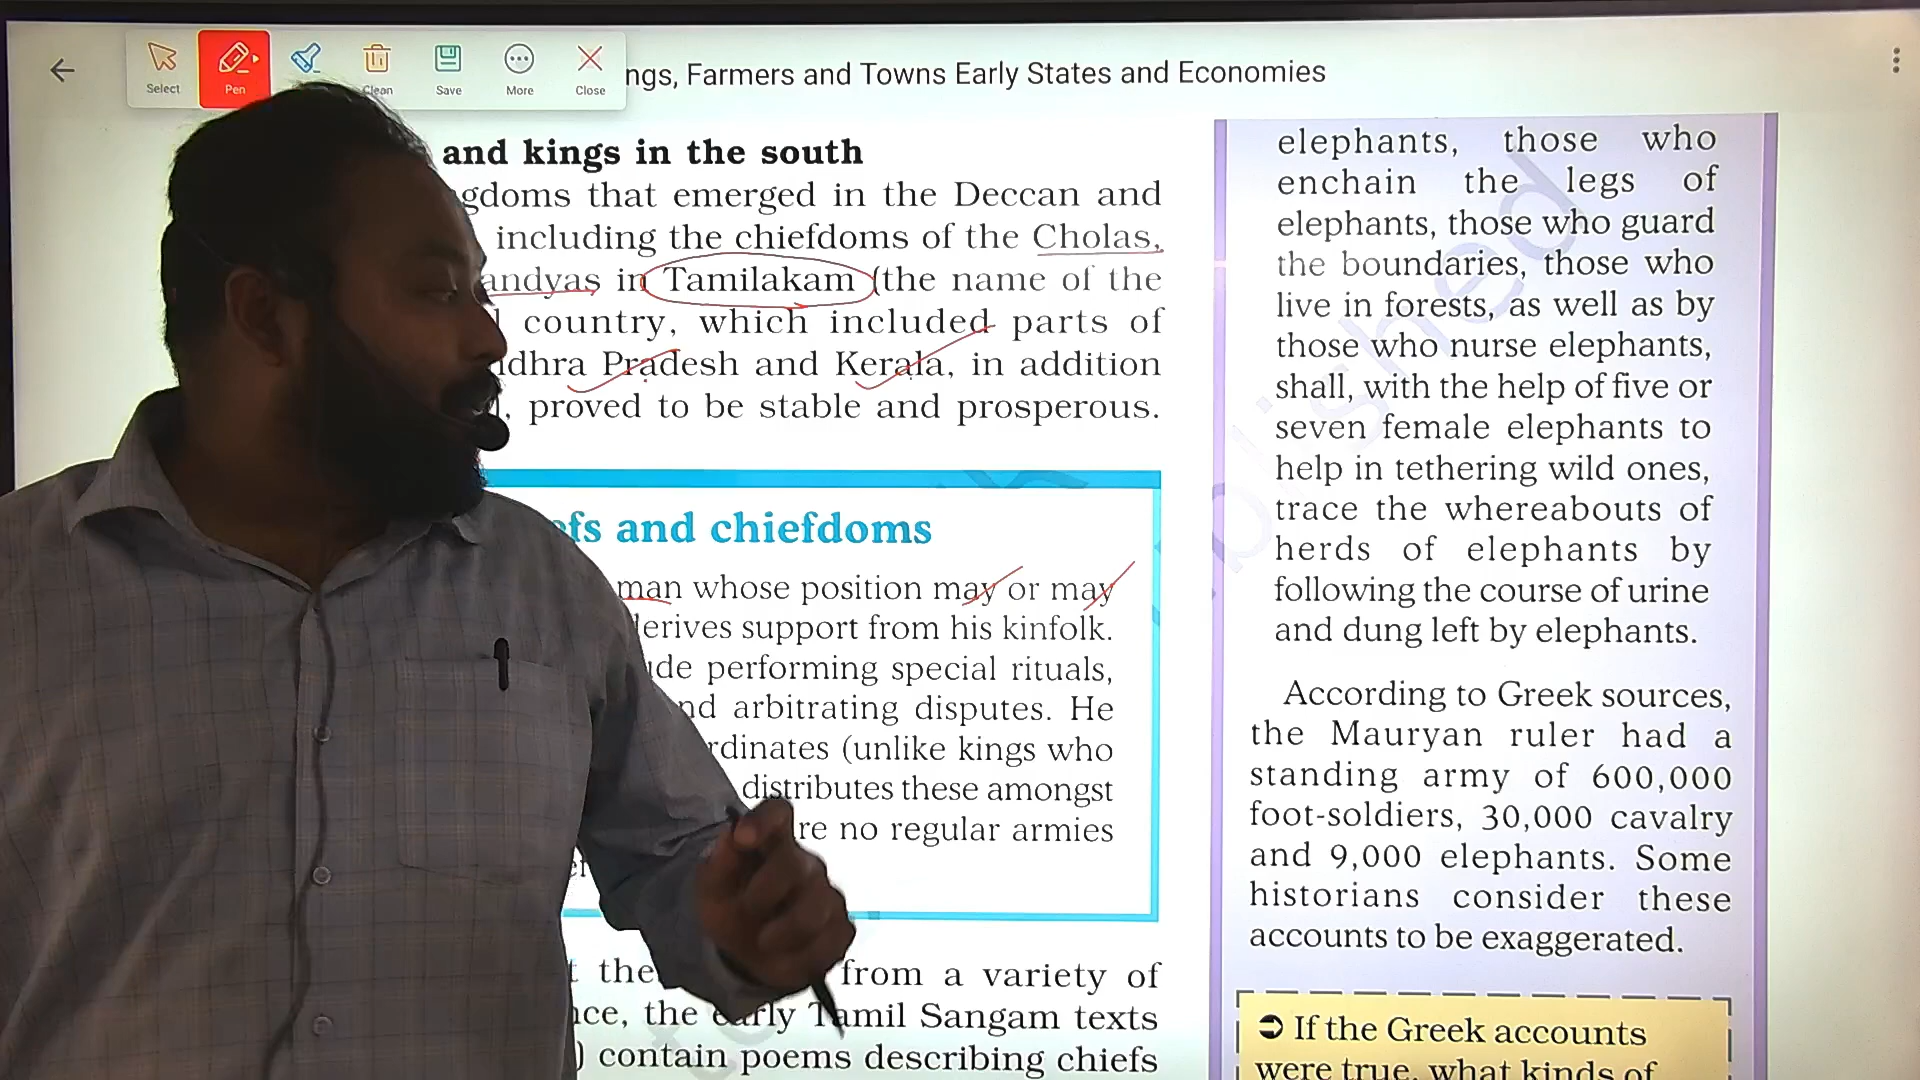 Select
Pen
Clean
Save
More
Close
ngs, Farmers and Towns Early States and Economies
and kings in the south
gdoms that emerged in the Deccan and
including the chiefdoms of the Cholas,
andyas in Tamilakam (the name of the
country, which included parts of
dhra Pradesh and Kerala, in addition
, proved to be stable and prosperous.
efs and chiefdoms
man whose position may or may
derives support from his kinfolk.
ude performing special rituals,
nd arbitrating disputes. He
rdinates (unlike kings who
distributes these amongst
re no regular armies
t the from a variety of
nce, the early Tamil Sangam texts
) contain poems describing chiefs
elephants, those who
enchain the legs of
elephants, those who guard
the boundaries, those who
live in forests, as well as by
those who nurse elephants,
shall, with the help of five or
seven female elephants to
help in tethering wild ones,
trace the whereabouts of
herds of elephants by
following the course of urine
and dung left by elephants.
According to Greek sources,
the Mauryan ruler had a
standing army of 600,000
foot-soldiers, 30,000 cavalry
and 9,000 elephants. Some
historians consider these
accounts to be exaggerated.
➲ If the Greek accounts
were true, what kinds of